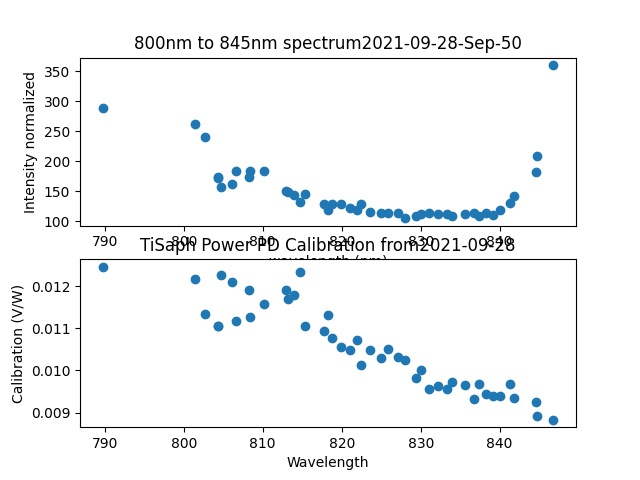 800nm to 845nm spectrum2021-09-28-Sep-50
Intensity normalized
350
300
250
200
150
100
790 800 810 820 830 840
wavelength (nm)
TiSaph Power PD Calibration from2021-09-28
Calibration (V/W)
0.012
0.011
0.010
0.009
790 800 810 820 830 840
Wavelength